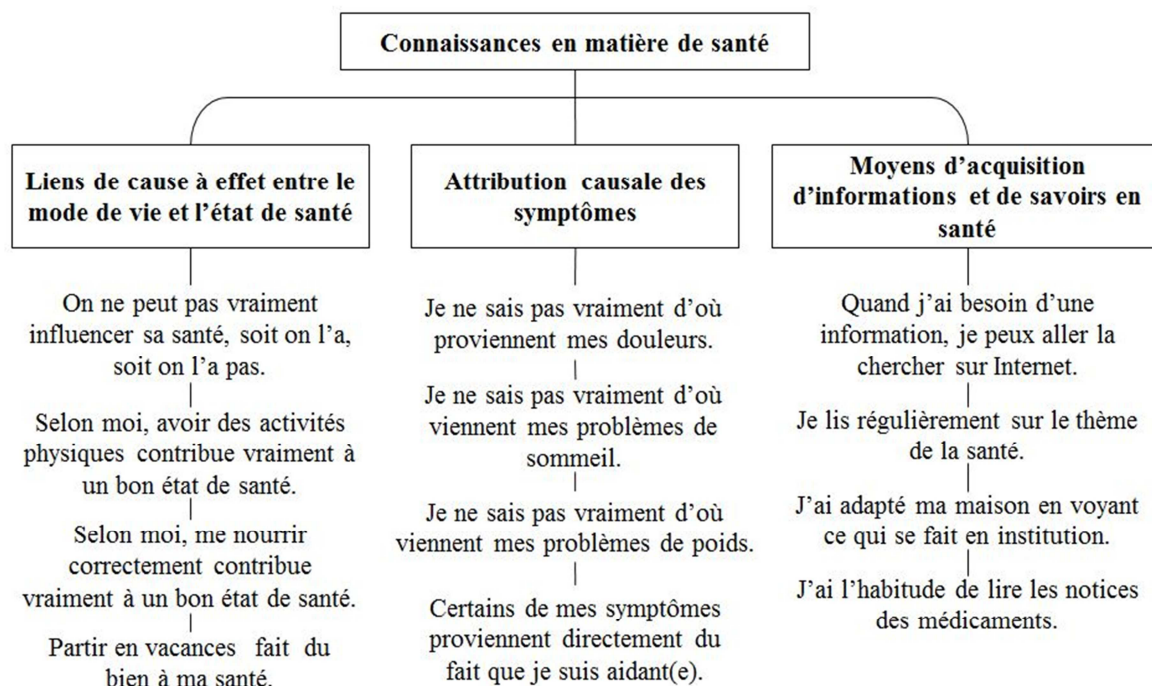 Connaissances en matière de santé
Liens de cause à effet entre le
mode de vie et l'état de santé
On ne peut pas vraiment
influencer sa santé, soit on l'a,
soit on l'a pas.
Selon moi, avoir des activités
physiques contribue vraiment à
un bon état de santé.
Selon moi, me nourrir
correctement contribue
vraiment à un bon état de santé.
Partir en vacances fait du
bien à ma santé.
Attribution causale des
symptômes
Je ne sais pas vraiment d'où
proviennent mes douleurs.
Je ne sais pas vraiment d'où
viennent mes problèmes de
sommeil.
Je ne sais pas vraiment d'où
viennent mes problèmes de poids.
Certains de mes symptômes
proviennent directement du
fait que je suis aidant(e).
Moyens d'acquisition
d'informations et de savoirs en
santé
Quand j'ai besoin d'une
information, je peux aller la
chercher sur Internet.
Je lis régulièrement sur le thème
de la santé.
J'ai adapté ma maison en voyant
ce qui se fait en institution.
J'ai l'habitude de lire les notices
des médicaments.